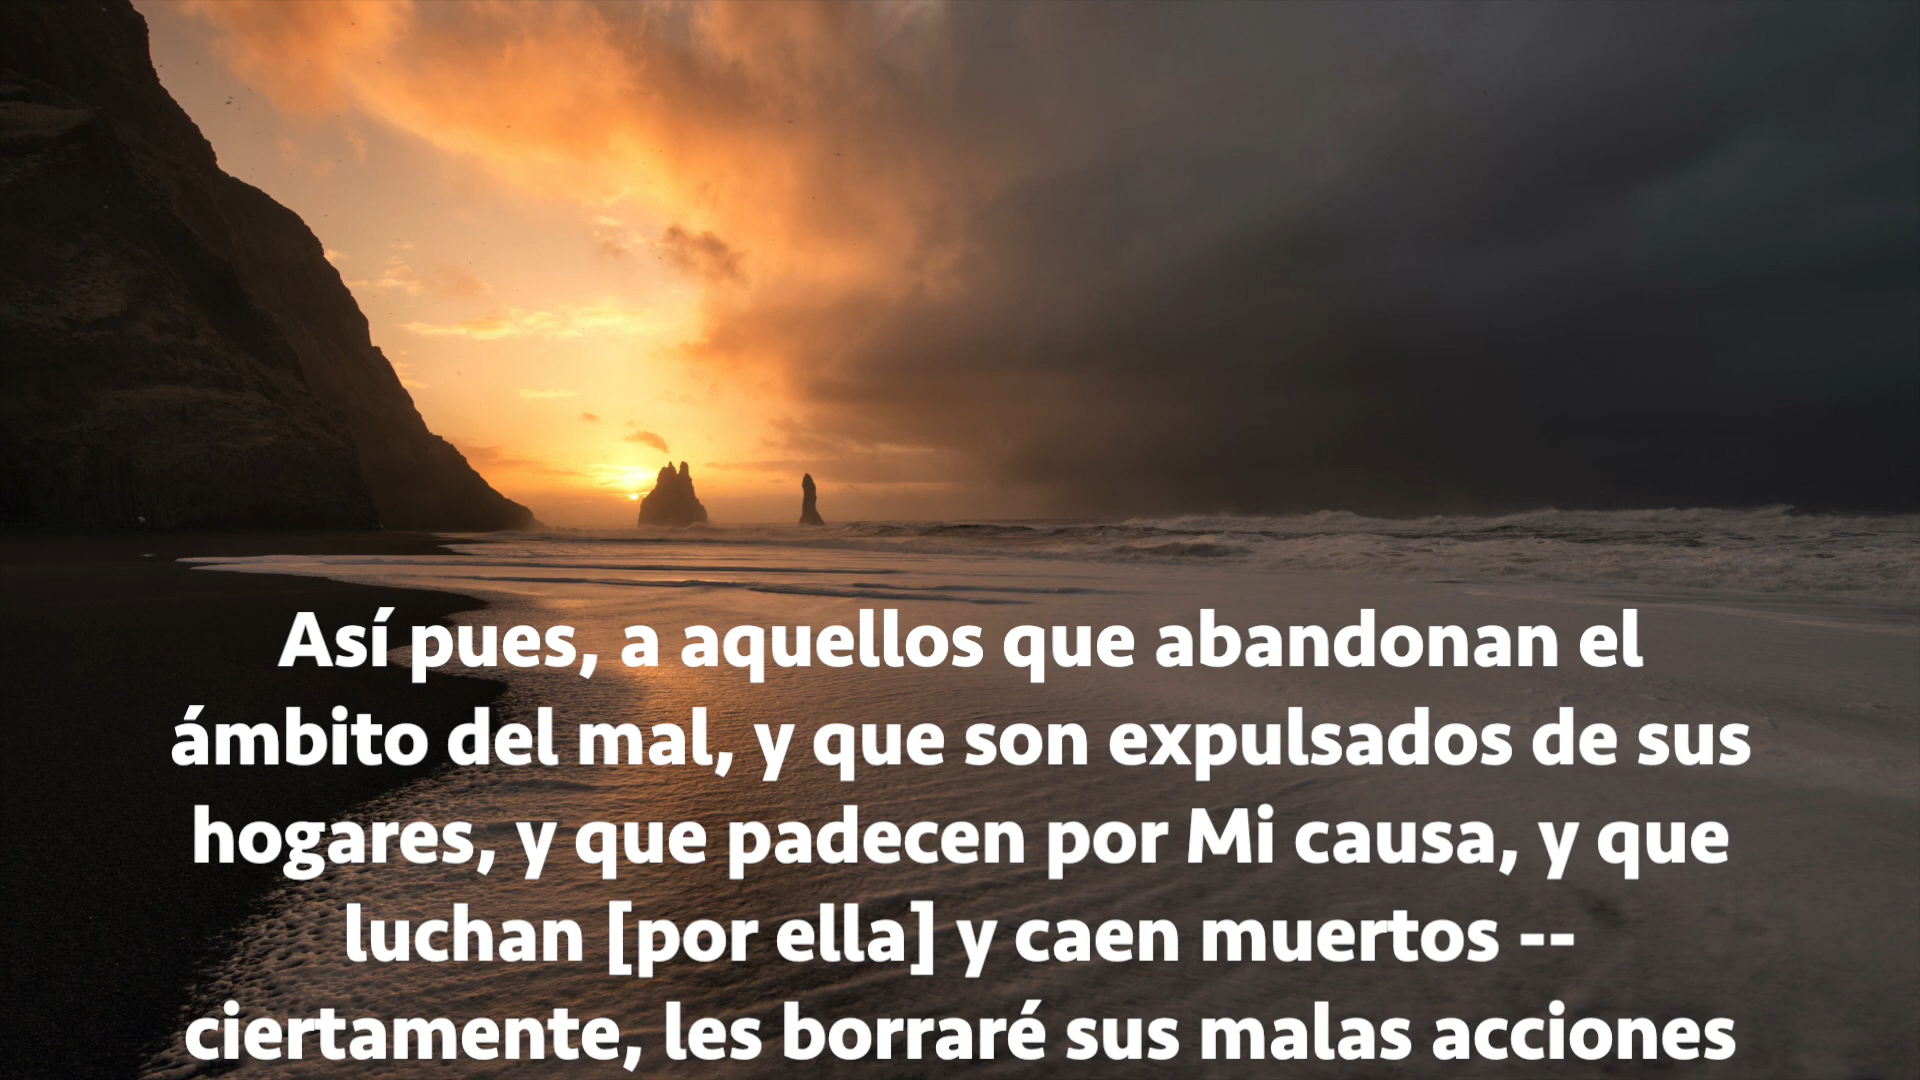 Así pues, a aquellos que abandonan el
ámbito del mal, y que son expulsados de sus
hogares, y que padecen por Mi causa, y que
luchan [por ella] y caen muertos --
ciertamente, les borraré sus malas acciones